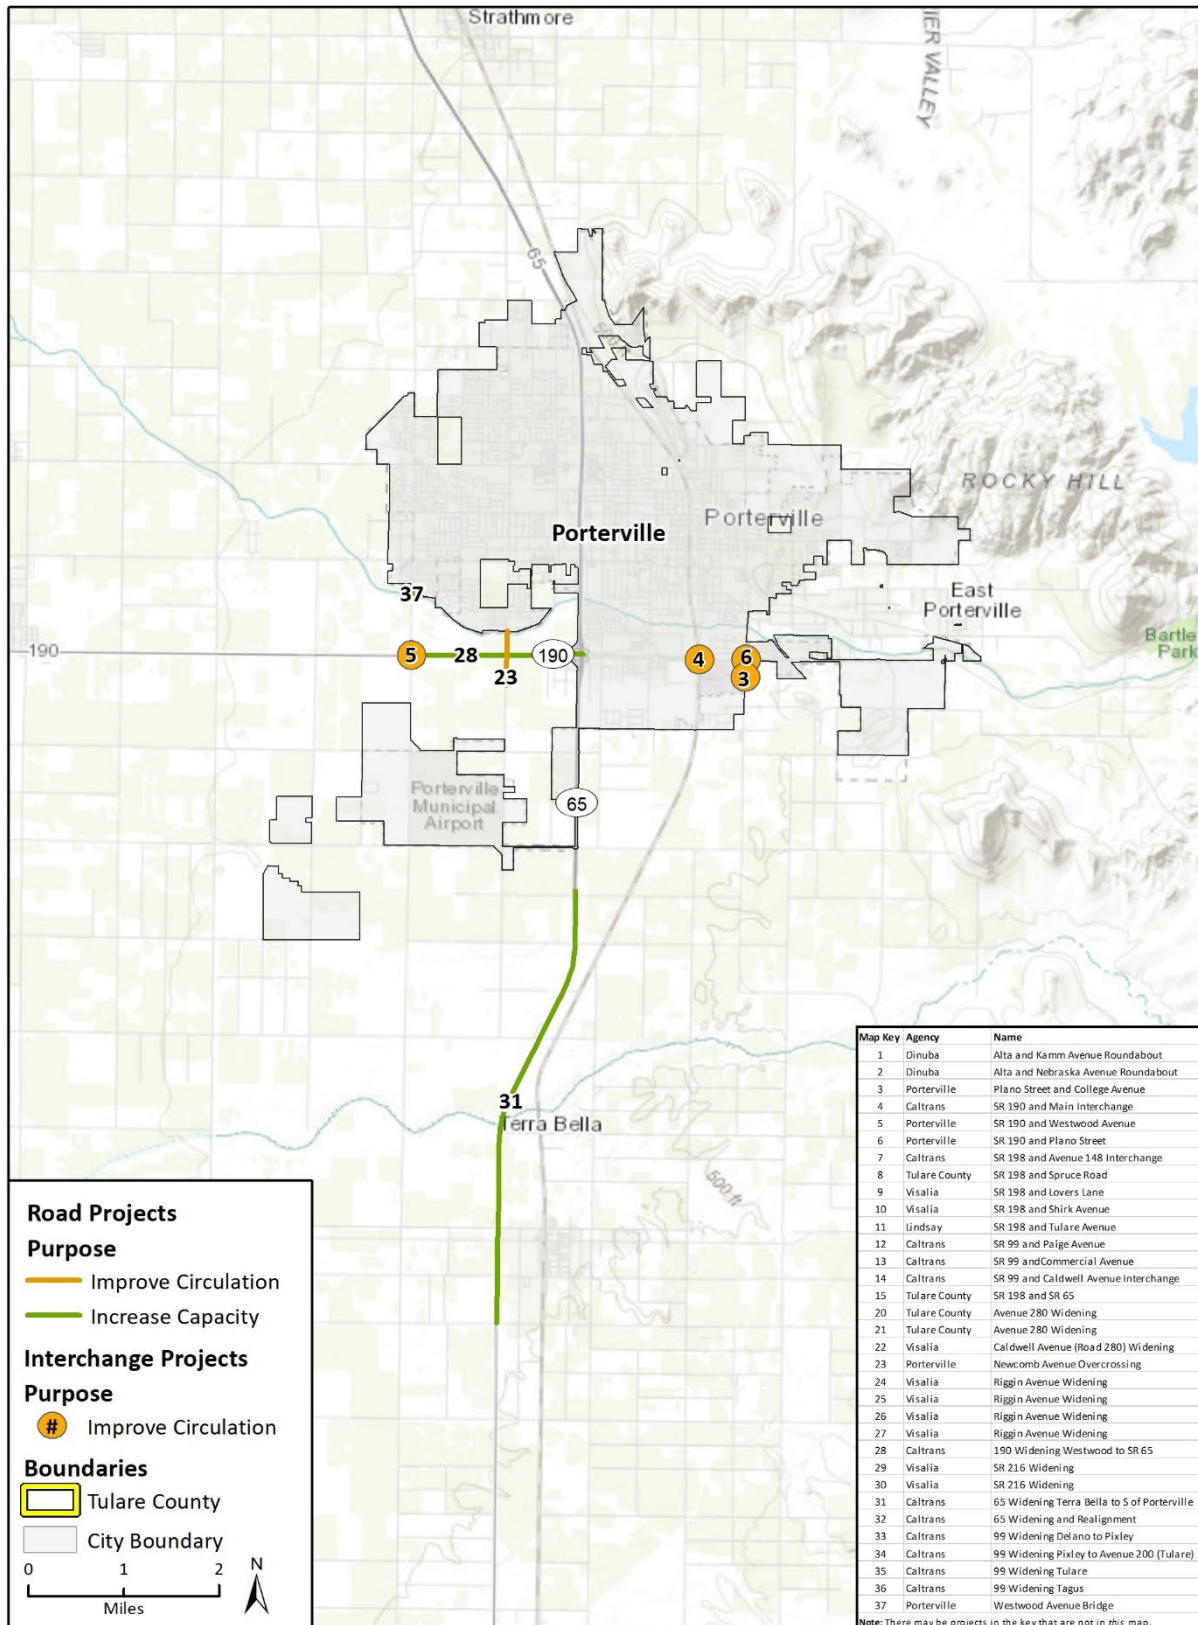 Strathmore
IER VALLEY
65
500 ft
ROCKY HILL
Porterville
Porterville
East
Porterville
37
Bartle
Park
190
5
28
190
4
6
23
3
Porterville
Municipal
Airport
65
31
Terra Bella
600 ft
Road Projects
Purpose
Improve Circulation
Increase Capacity
Interchange Projects
Purpose
# Improve Circulation
Boundaries
Tulare County
City Boundary
0 1 2
Miles
N
Map Key Agency Name
1 Dinuba Alta and Kamm Avenue Roundabout
2 Dinuba Alta and Nebraska Avenue Roundabout
3 Porterville Plano Street and College Avenue
4 Caltrans SR 190 and Main Interchange
5 Porterville SR 190 and Westwood Avenue
6 Porterville SR 190 and Plano Street
7 Caltrans SR 198 and Avenue 148 Interchange
8 Tulare County SR 198 and Spruce Road
9 Visalia SR 198 and Lovers Lane
10 Visalia SR 198 and Shirk Avenue
11 Lindsay SR 198 and Tulare Avenue
12 Caltrans SR 99 and Paige Avenue
13 Caltrans SR 99 andCommercial Avenue
14 Caltrans SR 99 and Caldwell Avenue Interchange
15 Tulare County SR 198 and SR 65
20 Tulare County Avenue 280 Widening
21 Tulare County Avenue 280 Widening
22 Visalia Caldwell Avenue (Road 280) Widening
23 Porterville Newcomb Avenue Overcrossing
24 Visalia Riggin Avenue Widening
25 Visalia Riggin Avenue Widening
26 Visalia Riggin Avenue Widening
27 Visalia Riggin Avenue Widening
28 Caltrans 190 Widening Westwood to SR 65
29 Visalia SR 216 Widening
30 Visalia SR 216 Widening
31 Caltrans 65 Widening Terra Bella to S of Porterville
32 Caltrans 65 Widening and Realignment
33 Caltrans 99 Widening Delano to Pixley
34 Caltrans 99 Widening Pixley to Avenue 200 (Tulare)
35 Caltrans 99 Widening Tulare
36 Caltrans 99 Widening Tagus
37 Porterville Westwood Avenue Bridge
Note: There may be projects in the key that are not in this map.